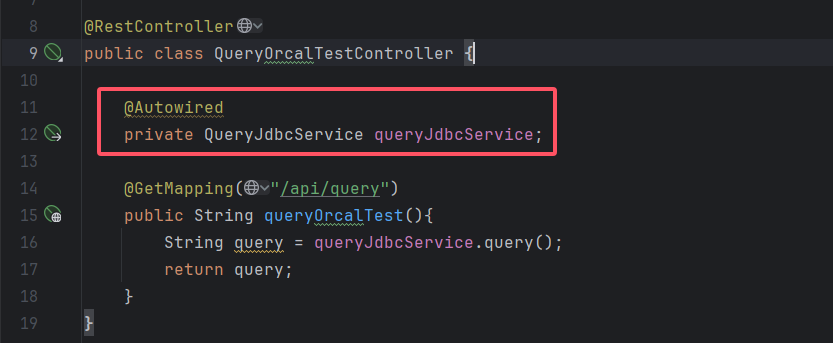 8 @RestController
9 public class QueryOrcalTestController {
10
11 @Autowired
12 private QueryJdbcService queryJdbcService;
13
14 @GetMapping("/api/query")
15 public String queryOrcalTest(){
16 String query = queryJdbcService.query();
17 return query;
18 }
19 }